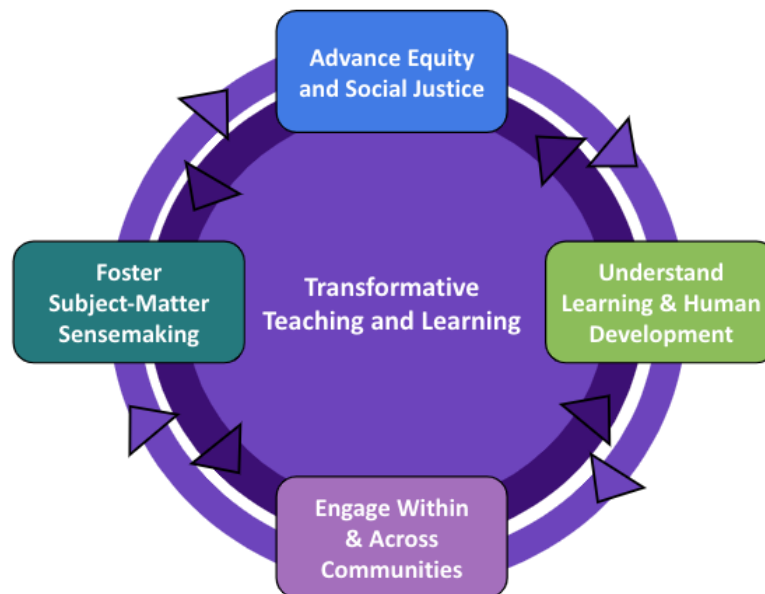 Advance Equity
and Social Justice
Foster
Subject-Matter
Sensemaking
Transformative
Teaching and Learning
Understand
Learning & Human
Development
Engage Within
& Across
Communities